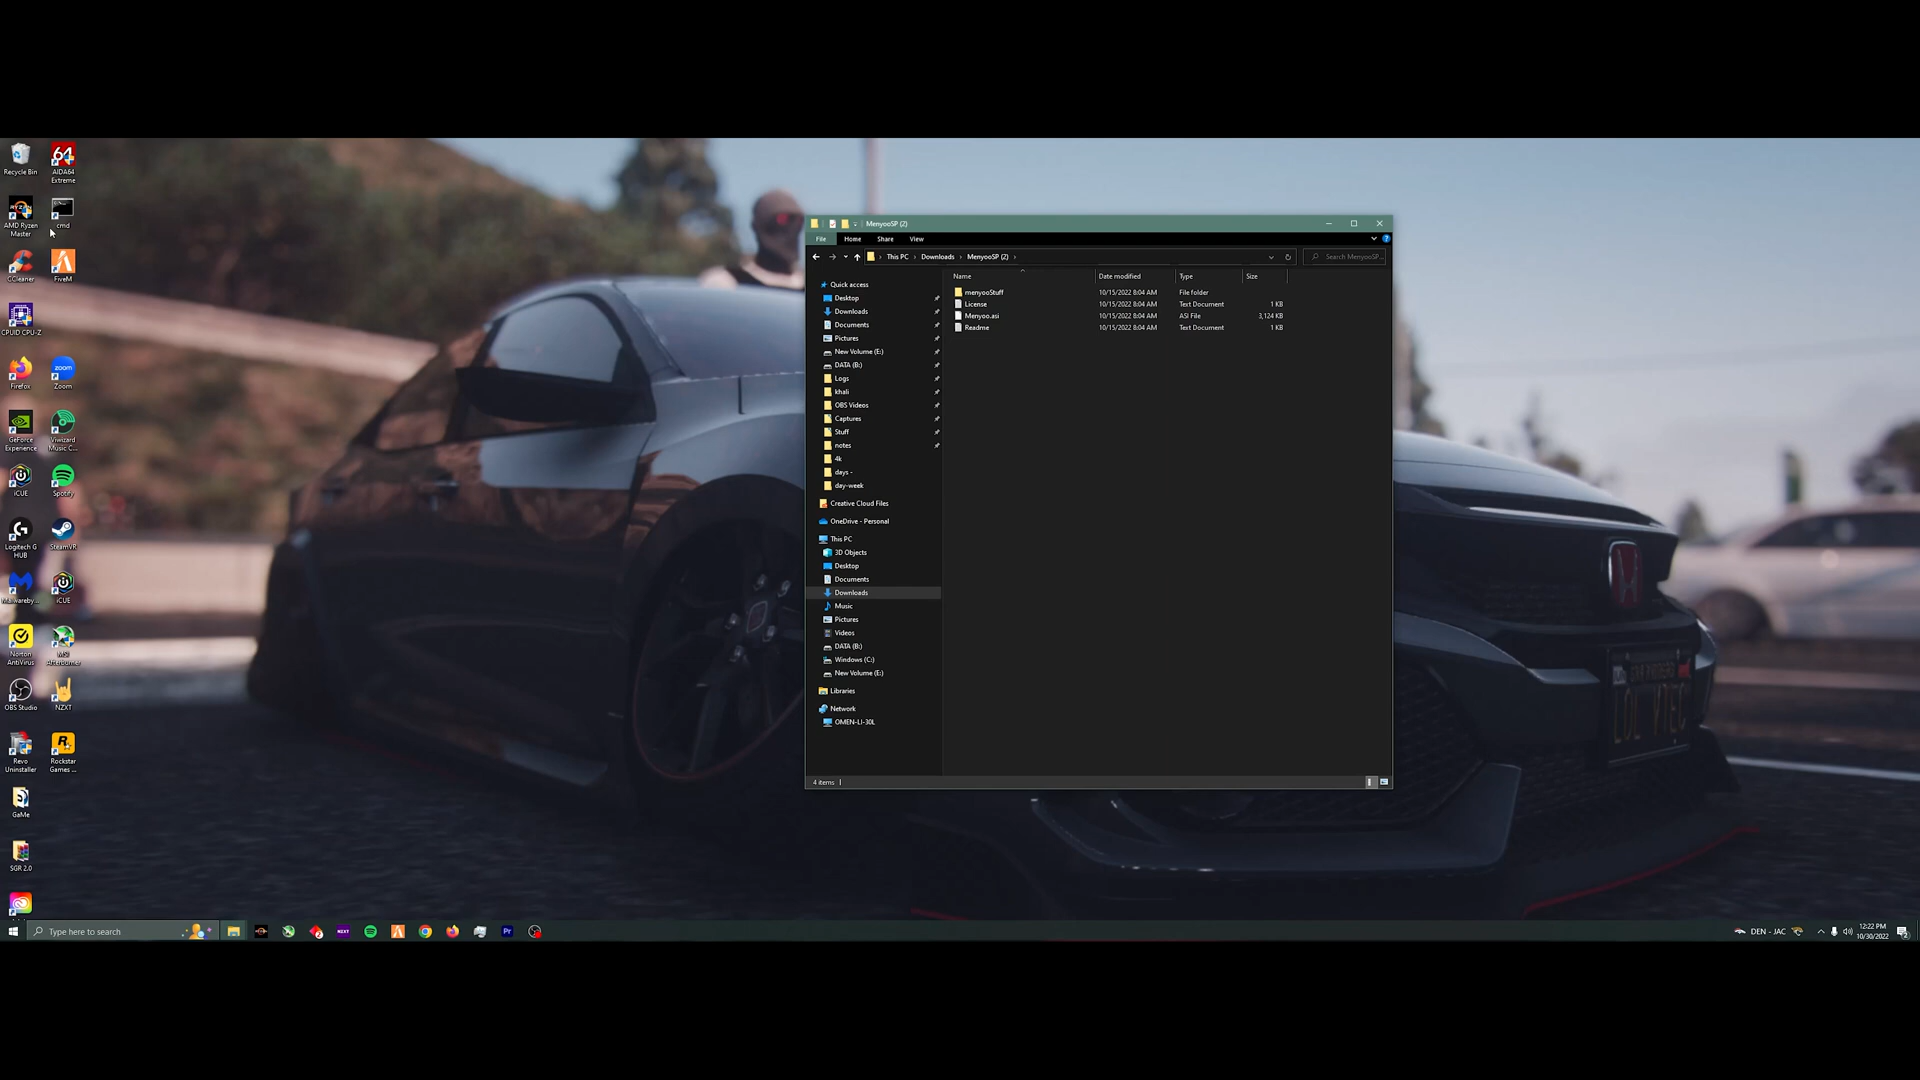 Recycle Bin
AIDA64
Extreme
AMD Ryzen
Master
cmd
CCleaner
FiveM
CPUID CPU-Z
Firefox
zoom
Zoom
GeForce
Experience
Viwizard
Music C...
iCUE
Spotify
Logitech G
HUB
SteamVR
Malwareby...
iCUE
Norton
AntiVirus
MSI
Afterburner
OBS Studio
NZXT
Revo
Uninstaller
Rockstar
Games ...
GaMe
SGR 2.0
MenyooSP (2)
File Home Share View
This PC > Downloads > MenyooSP (2) >
Search MenyooSP...
Name Date modified Type Size
menyooStuff 10/15/2022 8:04 AM File folder
License 10/15/2022 8:04 AM Text Document 1 KB
Menyoo.asi 10/15/2022 8:04 AM ASI File 3,124 KB
Readme 10/15/2022 8:04 AM Text Document 1 KB
Quick access
Desktop
Downloads
Documents
Pictures
New Volume (E:)
DATA (B:)
Logs
khali
OBS Videos
Captures
Stuff
notes
4k
days -
day-week
Creative Cloud Files
OneDrive - Personal
This PC
3D Objects
Desktop
Documents
Downloads
Music
Pictures
Videos
DATA (B:)
Windows (C:)
New Volume (E:)
Libraries
Network
OMEN-LI-30L
4 items
LOL VTEC
Type here to search
NZXT
Pr
DEN - JAC
12:22 PM
10/30/2022